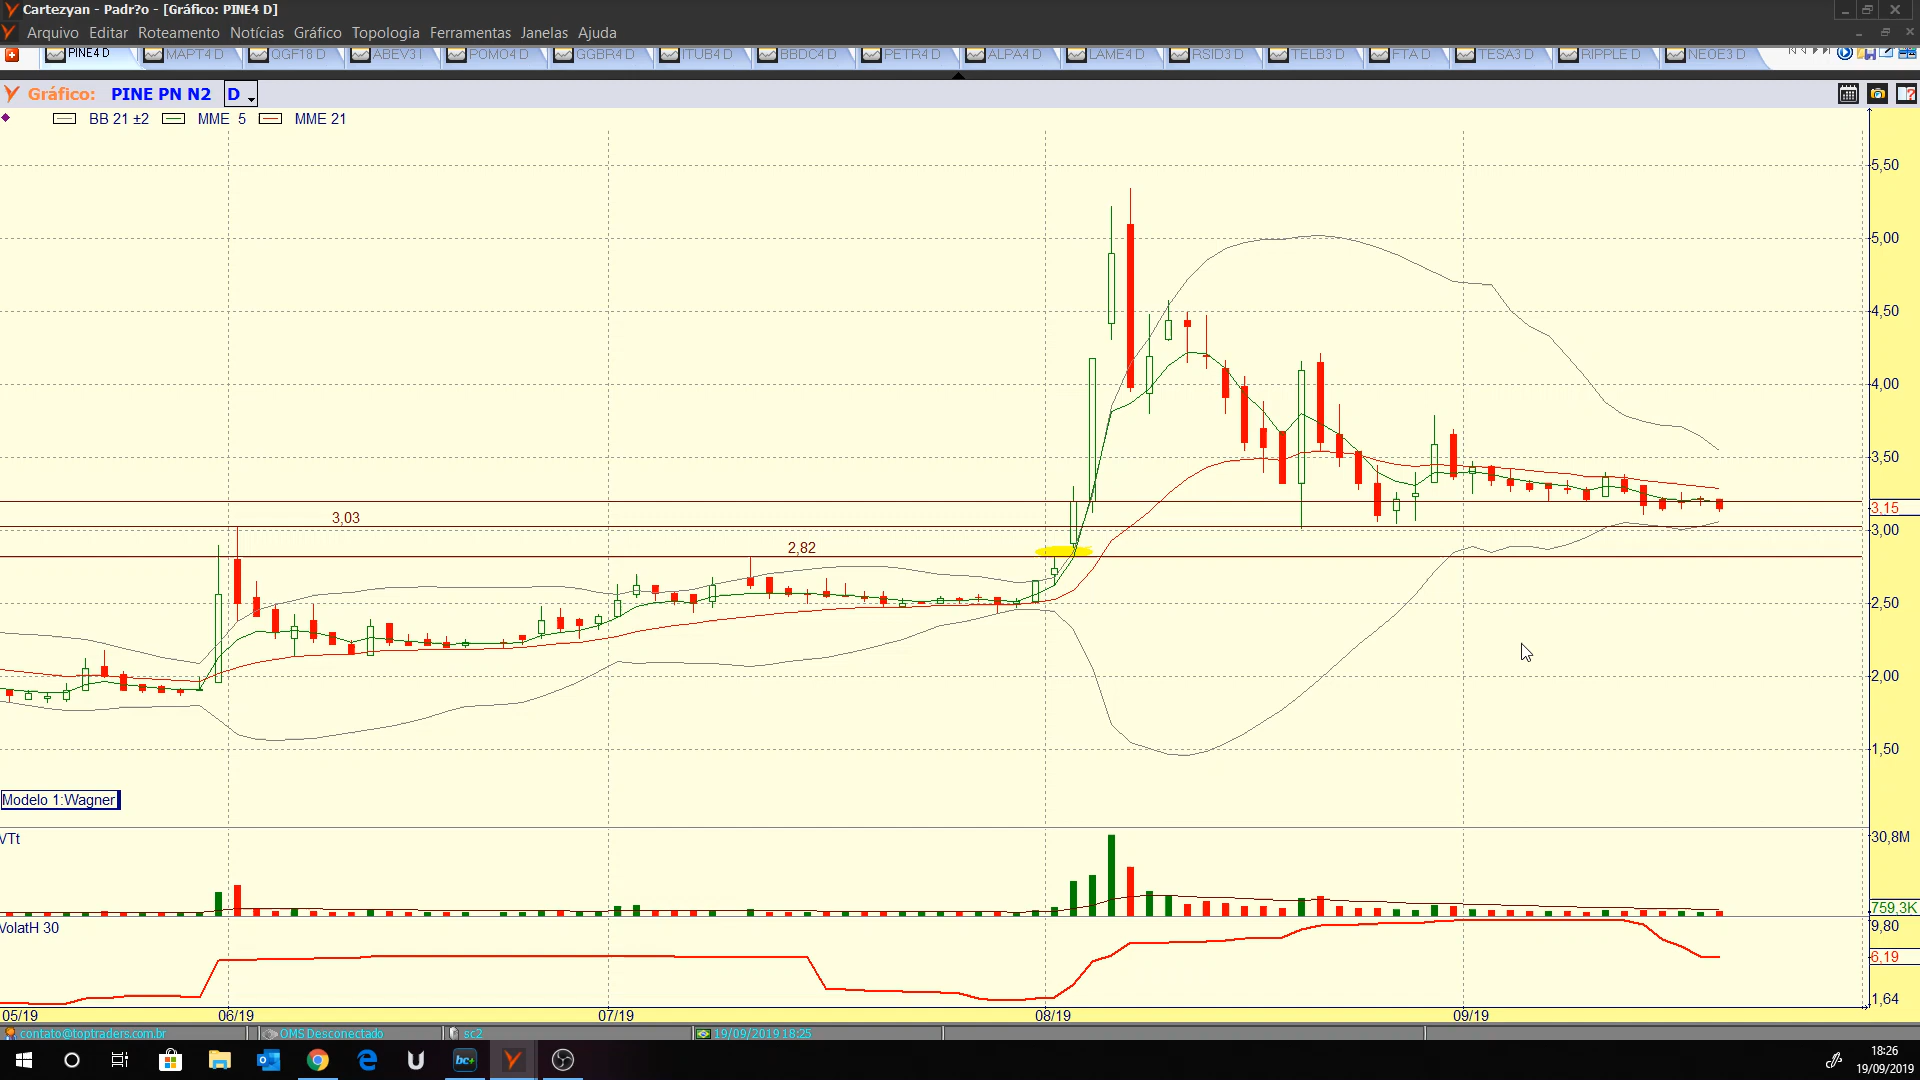 Cartezyan - Padr?o - [Gráfico: PINE4 D]
Arquivo Editar Roteamento Notícias Gráfico Topologia Ferramentas Janelas Ajuda
PINE4 D MAPT4 D QGF18 D ABEV3 I POMO4 D GGBR4 D ITUB4 D BBDC4 D PETR4 D ALPA4 D LAME4 D RSID3 D TELB3 D FTA D TESA3 D RIPPLE D NEOE3 D
Gráfico: PINE PN N2 D
BB 21 ±2 MME 5 MME 21
5,50
5,00
4,50
4,00
3,50
3,15
3,03
3,00
2,82
2,50
2,00
1,50
Modelo 1:Wagner
VTt
30,8M
759,3K
VolatH 30
9,80
6,19
1,64
05/19 06/19 07/19 08/19 09/19
contato@toptraders.com.br OMS Desconectado sc2 19/09/2019 18:25
bc+
18:26
19/09/2019